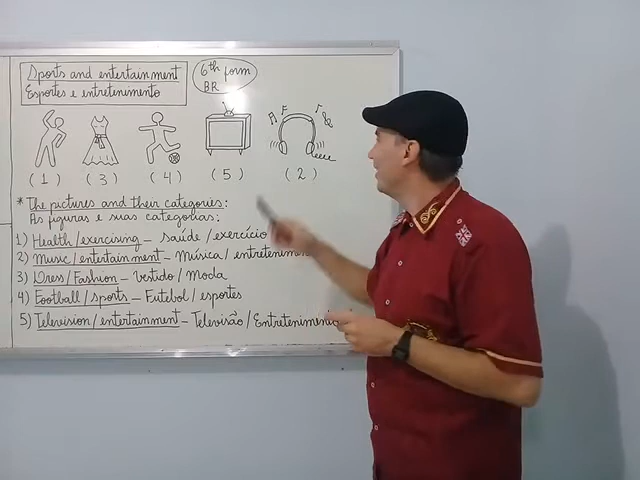 Sports and entertainment
Esportes e entretenimento
6th form
BR
(1) (3) (4) (5) (2)
* The pictures and their categories:
As figuras e suas categorias:
1) Health/exercising - saúde/exercício
2) Music/entertainment - Música/entretenimen
3) Dress/Fashion - Vestido/Moda
4) Football/sports - Futebol/esportes
5) Television/entertainment - Televisão/Entretenimento